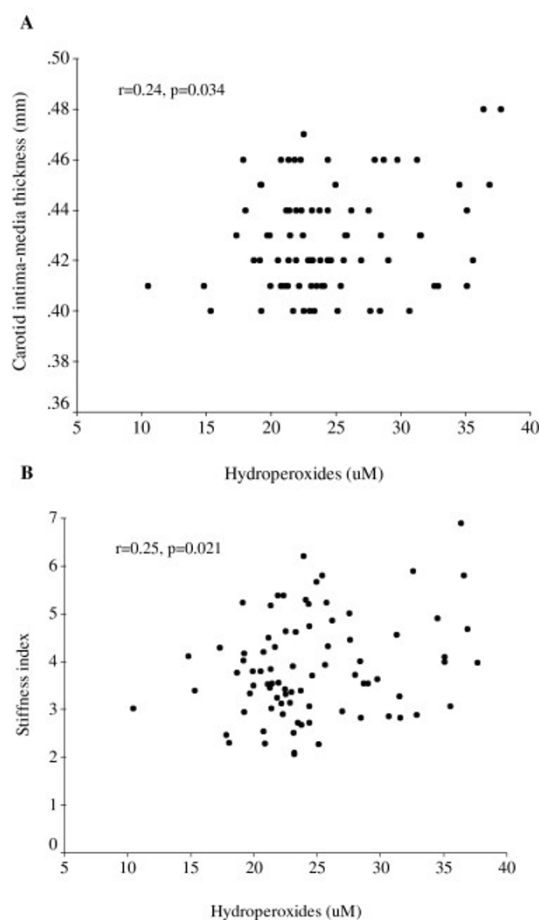 A
.50
r=0.24, p=0.034
.48
.46
.44
.42
.40
.38
.36
Carotid intima-media thickness (mm)
5 10 15 20 25 30 35 40
Hydroperoxides (uM)
B
7
r=0.25, p=0.021
6
5
4
3
2
1
0
Stiffness index
5 10 15 20 25 30 35 40
Hydroperoxides (uM)